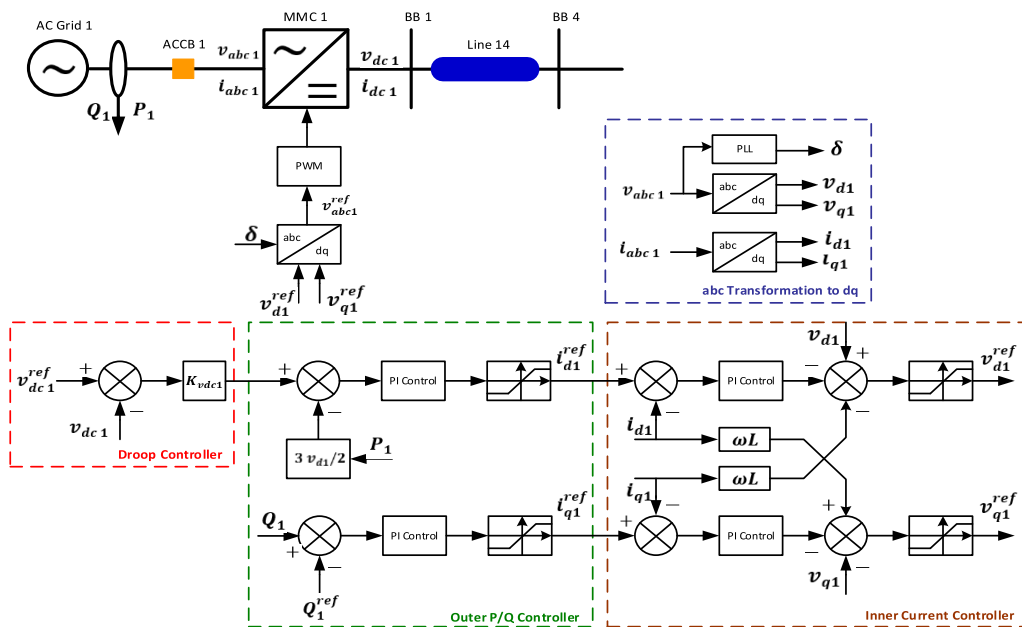 AC Grid 1
ACCB 1
MMC 1
BB 1
Line 14
BB 4
v_abc 1
i_abc 1
v_dc 1
i_dc 1
Q_1
P_1
PWM
v_abc1^ref
δ
abc
dq
v_d1^ref
v_q1^ref
PLL
δ
v_abc 1
abc
dq
v_d1
v_q1
i_abc 1
abc
dq
i_d1
ι_q1
abc Transformation to dq
v_dc 1^ref
+
−
v_dc 1
K_vdc1
Droop Controller
+
−
PI Control
i_d1^ref
3 v_d1/2
P_1
Q_1
+
−
Q_1^ref
PI Control
i_q1^ref
Outer P/Q Controller
+
−
i_d1
PI Control
v_d1
−
+
−
v_d1^ref
ωL
ωL
i_q1
−
+
PI Control
+
−
−
v_q1
v_q1^ref
Inner Current Controller